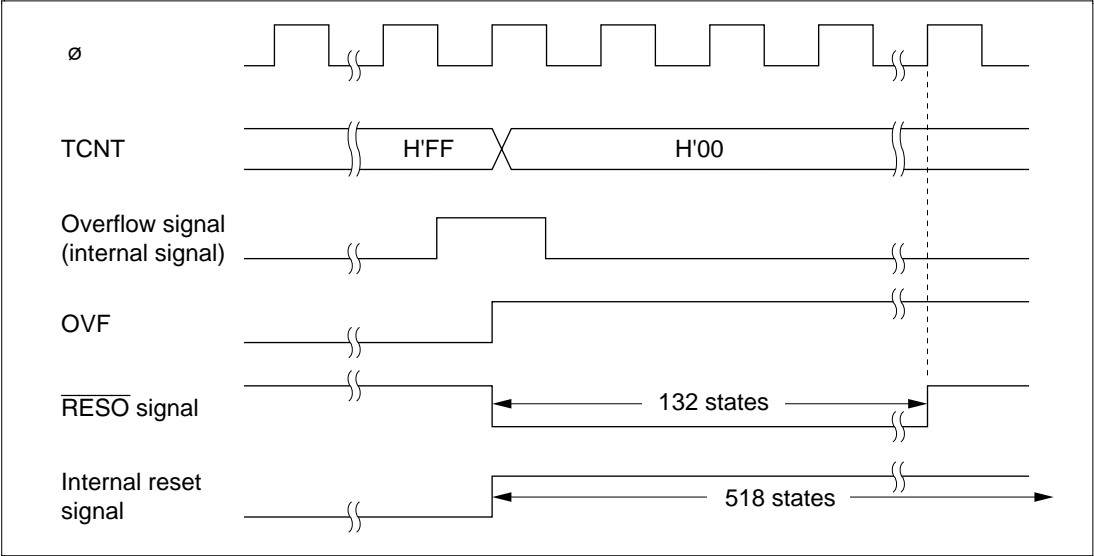 ø
TCNT
H'FF
H'00
Overflow signal
(internal signal)
OVF
RESO signal
132 states
Internal reset
signal
518 states